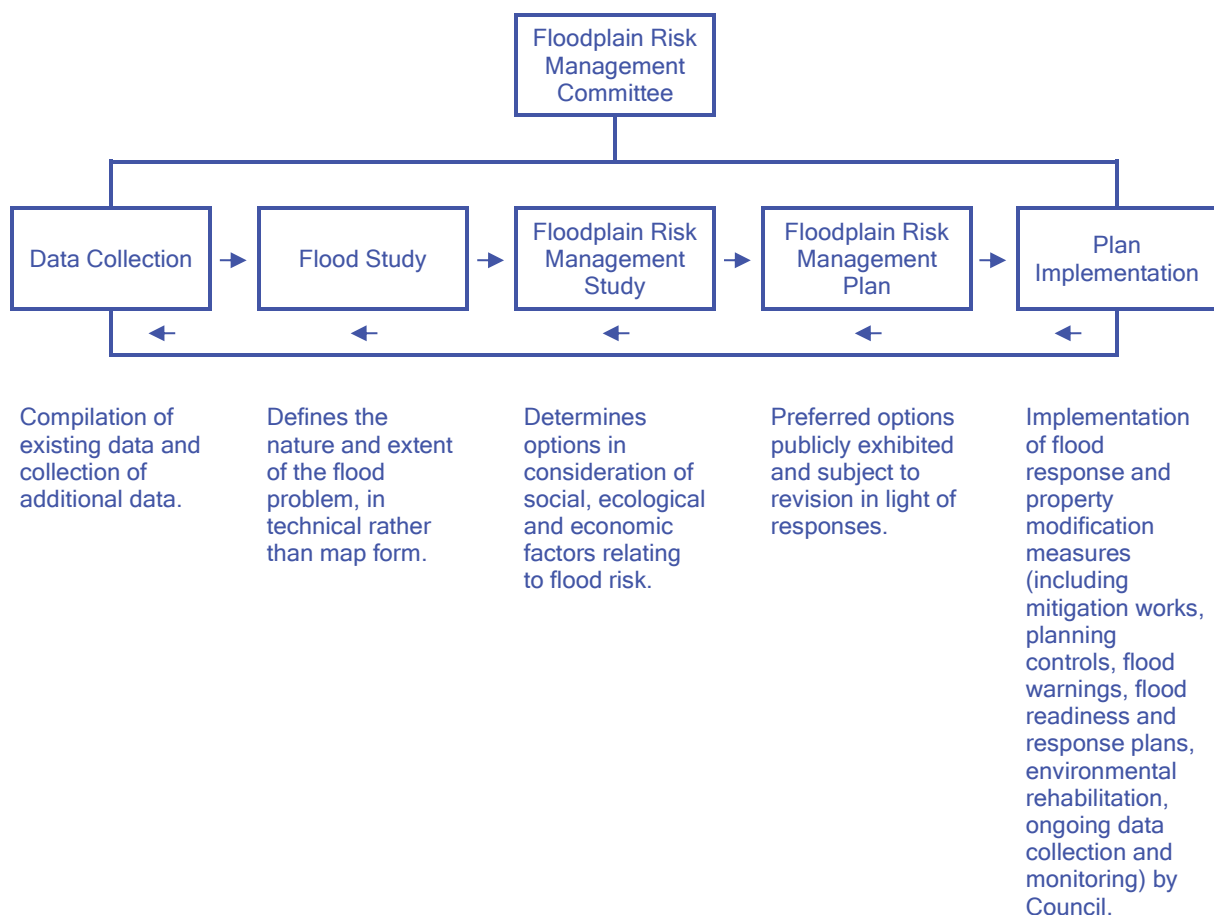 Floodplain Risk
Management
Committee
Data Collection
Flood Study
Floodplain Risk
Management
Study
Floodplain Risk
Management
Plan
Plan
Implementation
Compilation of
existing data and
collection of
additional data.
Defines the
nature and extent
of the flood
problem, in
technical rather
than map form.
Determines
options in
consideration of
social, ecological
and economic
factors relating
to flood risk.
Preferred options
publicly exhibited
and subject to
revision in light of
responses.
Implementation
of flood
response and
property
modification
measures
(including
mitigation works,
planning
controls, flood
warnings, flood
readiness and
response plans,
environmental
rehabilitation,
ongoing data
collection and
monitoring) by
Council.